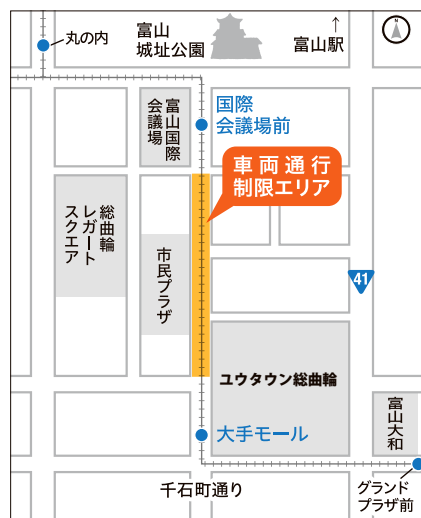 丸の内
富山
城址公園
↑
富山駅
N
富山国際
会議場
国際
会議場前
車両通行
制限エリア
総曲輪
レガート
スクエア
市民プラザ
41
ユウタウン総曲輪
富山大和
大手モール
千石町通り
グランド
プラザ前